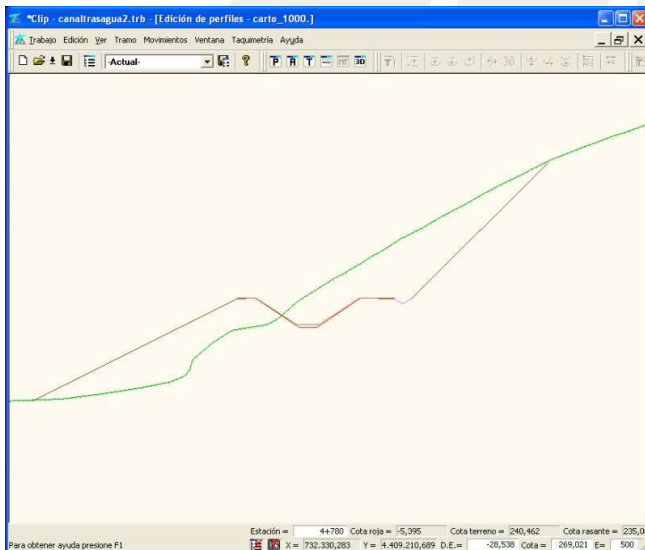 *Clip - canaltrasagua2.trb - [Edición de perfiles - carto_1000.]
Trabajo Edición Ver Tramo Movimientos Ventana Taquimetría Ayuda
-Actual- P A T 3D
Estación = 4+780 Cota roja = -5,395 Cota terreno = 240,462 Cota rasante = 235,0
Para obtener ayuda presione F1 X = 732.330,283 Y = 4.409.210,689 D.E.= -28,538 Cota = 269,021 E= 500